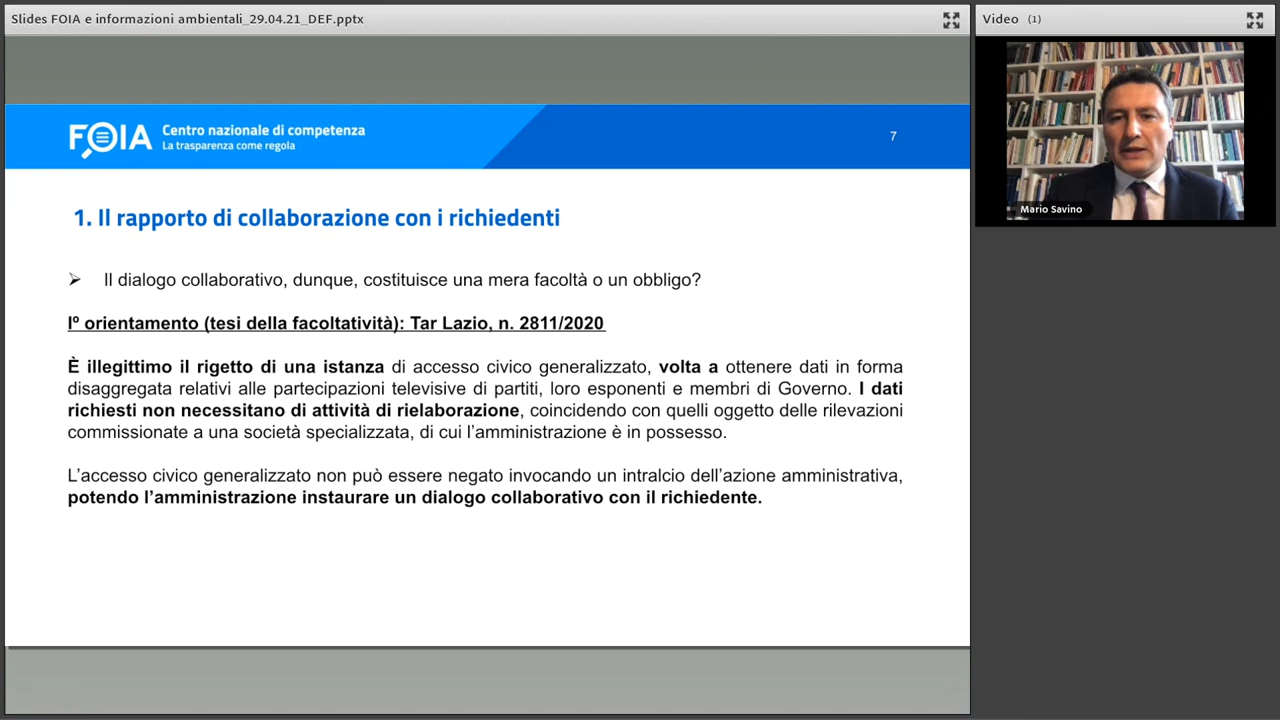 Slides FOIA e informazioni ambientali_29.04.21_DEF.pptx
Video (1)
FOIA
Centro nazionale di competenza
La trasparenza come regola
7
Mario Savino
1. Il rapporto di collaborazione con i richiedenti
➢ Il dialogo collaborativo, dunque, costituisce una mera facoltà o un obbligo?
Iº orientamento (tesi della facoltatività): Tar Lazio, n. 2811/2020
È illegittimo il rigetto di una istanza di accesso civico generalizzato, volta a ottenere dati in forma
disaggregata relativi alle partecipazioni televisive di partiti, loro esponenti e membri di Governo. I dati
richiesti non necessitano di attività di rielaborazione, coincidendo con quelli oggetto delle rilevazioni
commissionate a una società specializzata, di cui l’amministrazione è in possesso.
L’accesso civico generalizzato non può essere negato invocando un intralcio dell’azione amministrativa,
potendo l’amministrazione instaurare un dialogo collaborativo con il richiedente.